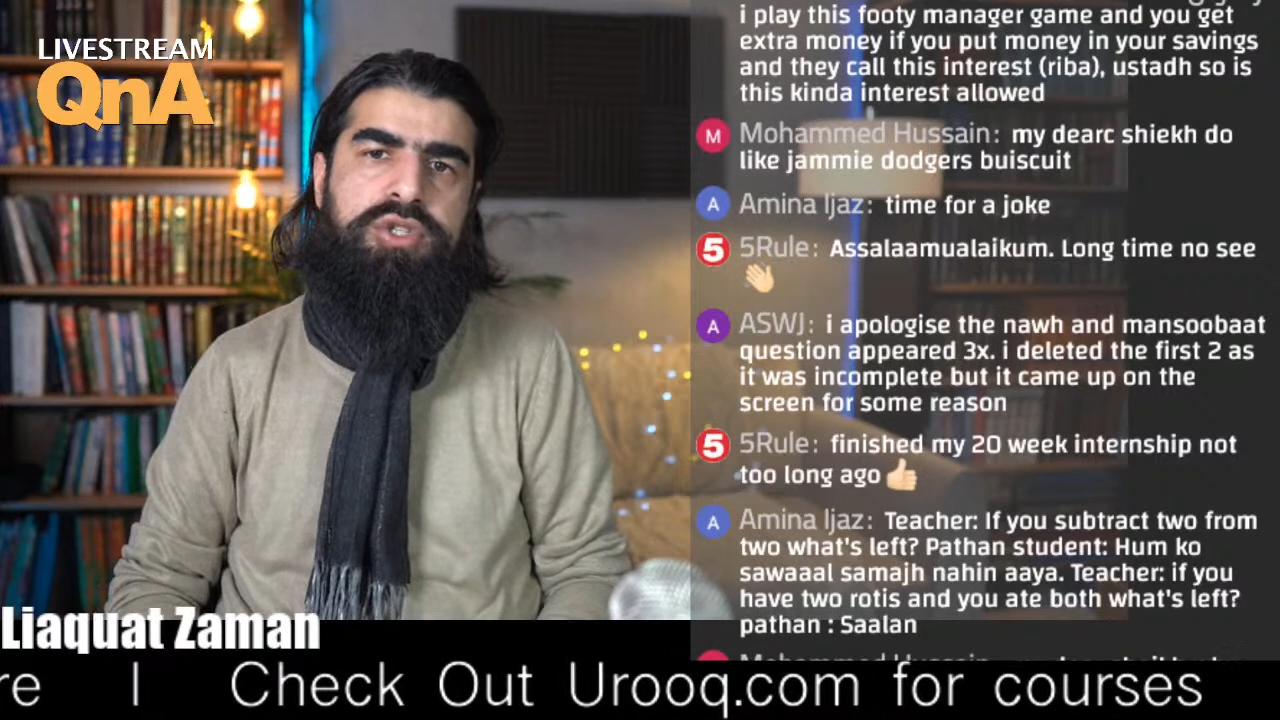 LIVESTREAM
QnA
i play this footy manager game and you get
extra money if you put money in your savings
and they call this interest (riba), ustadh so is
this kinda interest allowed
M Mohammed Hussain: my dearc shiekh do
like jammie dodgers buiscuit
A Amina Ijaz: time for a joke
5 5Rule: Assalaamualaikum. Long time no see
👋🏻
A ASWJ: i apologise the nawh and mansoobaat
question appeared 3x. i deleted the first 2 as
it was incomplete but it came up on the
screen for some reason
5 5Rule: finished my 20 week internship not
too long ago 👍🏻
A Amina Ijaz: Teacher: If you subtract two from
two what's left? Pathan student: Hum ko
sawaaal samajh nahin aaya. Teacher: if you
have two rotis and you ate both what's left?
pathan : Saalan
Mohammed Hussain:
Liaquat Zaman
re | Check Out Urooq.com for courses